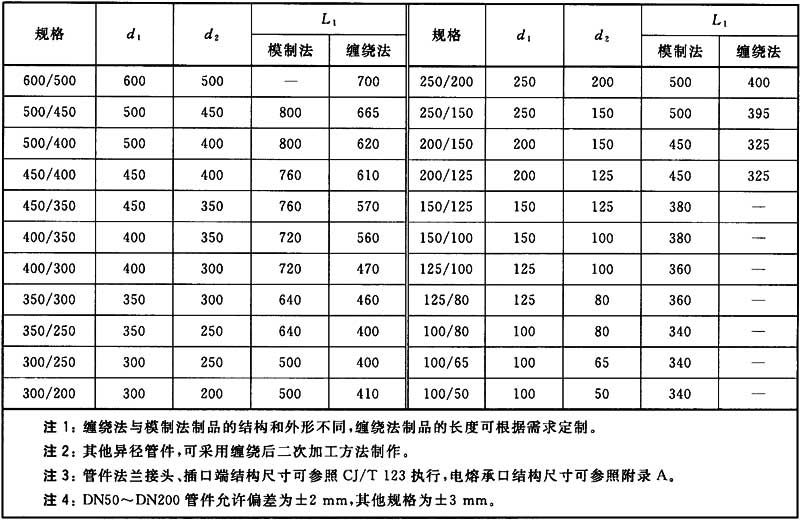 规格 d₁ d₂ L₁ 规格 d₁ d₂ L₁
模制法 缠绕法 模制法 缠绕法
600/500 600 500 — 700 250/200 250 200 500 400
500/450 500 450 800 665 250/150 250 150 500 395
500/400 500 400 800 620 200/150 200 150 450 325
450/400 450 400 760 610 200/125 200 125 450 325
450/350 450 350 760 570 150/125 150 125 380 —
400/350 400 350 720 560 150/100 150 100 380 —
400/300 400 300 720 470 125/100 125 100 360 —
350/300 350 300 640 460 125/80 125 80 360 —
350/250 350 250 640 400 100/80 100 80 340 —
300/250 300 250 500 400 100/65 100 65 340 —
300/200 300 200 500 410 100/50 100 50 340 —
注 1：缠绕法与模制法制品的结构和外形不同,缠绕法制品的长度可根据需求定制。
注 2：其他异径管件,可采用缠绕后二次加工方法制作。
注 3：管件法兰接头、插口端结构尺寸可参照 CJ/T 123 执行,电熔承口结构尺寸可参照附录 A。
注 4：DN50～DN200 管件允许偏差为±2 mm,其他规格为±3 mm。